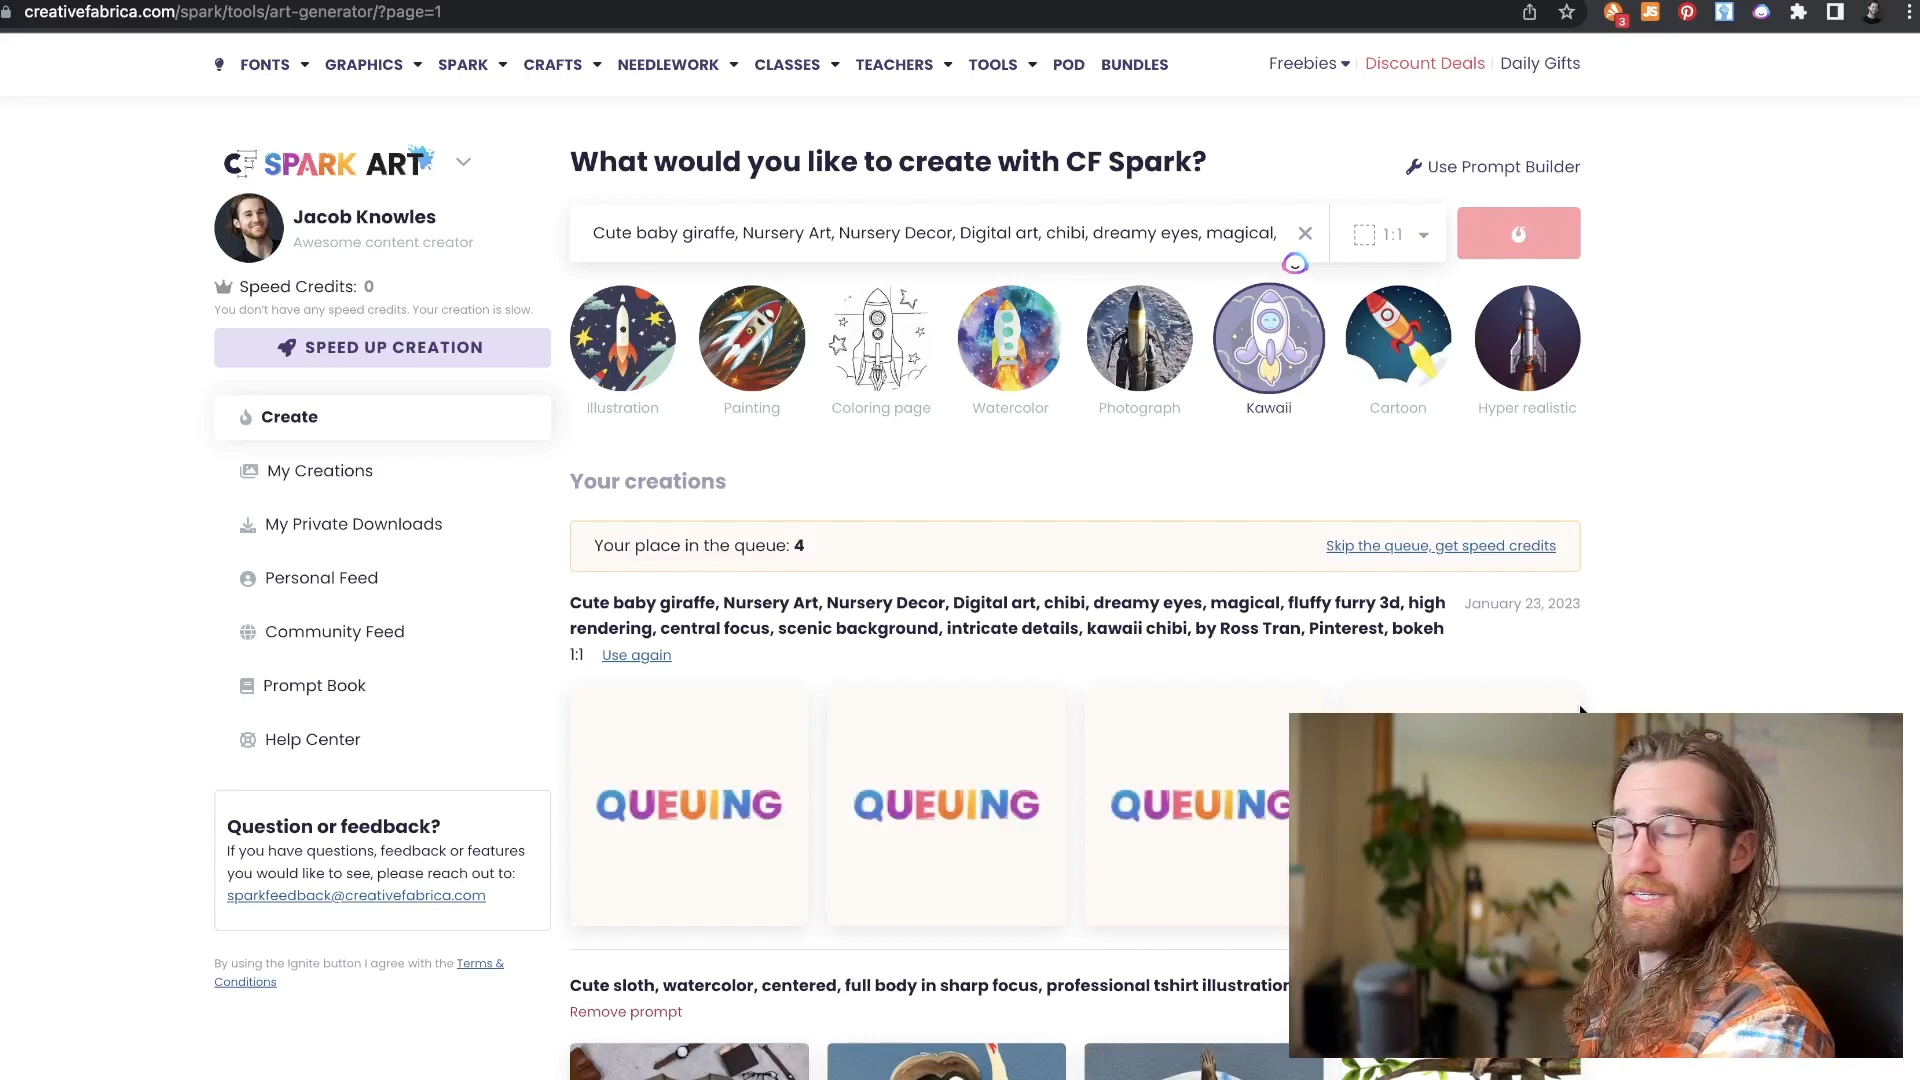 creativefabrica.com/spark/tools/art-generator/?page=1
3
JS
FONTS GRAPHICS SPARK CRAFTS NEEDLEWORK CLASSES TEACHERS TOOLS POD BUNDLES
Freebies Discount Deals Daily Gifts
CF SPARK ART
Jacob Knowles
Awesome content creator
Speed Credits: 0
You don't have any speed credits. Your creation is slow.
SPEED UP CREATION
Create
My Creations
My Private Downloads
Personal Feed
Community Feed
Prompt Book
Help Center
Question or feedback?
If you have questions, feedback or features
you would like to see, please reach out to:
sparkfeedback@creativefabrica.com
By using the Ignite button I agree with the Terms &
Conditions
What would you like to create with CF Spark?
Use Prompt Builder
Cute baby giraffe, Nursery Art, Nursery Decor, Digital art, chibi, dreamy eyes, magical,
1:1
Illustration Painting Coloring page Watercolor Photograph Kawaii Cartoon Hyper realistic
Your creations
Your place in the queue: 4
Skip the queue, get speed credits
Cute baby giraffe, Nursery Art, Nursery Decor, Digital art, chibi, dreamy eyes, magical, fluffy furry 3d, high
rendering, central focus, scenic background, intricate details, kawaii chibi, by Ross Tran, Pinterest, bokeh
January 23, 2023
1:1 Use again
QUEUING QUEUING QUEUING
Cute sloth, watercolor, centered, full body in sharp focus, professional tshirt illustration
Remove prompt